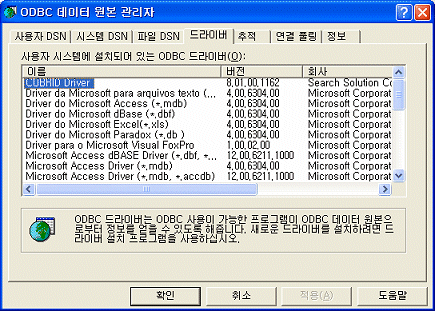 ODBC 데이터 원본 관리자
사용자 DSN 시스템 DSN 파일 DSN 드라이버 추적 연결 풀링 정보
사용자 시스템에 설치되어 있는 ODBC 드라이버(O):
이름 버전 회사
COBHID Driver 8,01,00,1162 Search Solution Co
Driver da Microsoft para arquivos texto (,,, 4,00,6304,00 Microsoft Corporat
Driver do Microsoft Access (*,mdb) 4,00,6304,00 Microsoft Corporat
Driver do Microsoft dBase (*,dbf) 4,00,6304,00 Microsoft Corporat
Driver do Microsoft Excel(*,xls) 4,00,6304,00 Microsoft Corporat
Driver do Microsoft Paradox (*,db ) 4,00,6304,00 Microsoft Corporat
Driver para o Microsoft Visual FoxPro 1,00,02,00 Microsoft Corporat
Microsoft Access dBASE Driver (*,dbf, *,,, 12,00,6211,1000 Microsoft Corporat
Microsoft Access Driver (*,mdb, *,accdb) 12,00,6211,1000 Microsoft Corporat
ODBC 드라이버는 ODBC 사용이 가능한 프로그램이 ODBC 데이터 원본으
로부터 정보를 얻을 수 있도록 해줍니다. 새로운 드라이버를 설치하려면 드
라이버 설치 프로그램을 사용하십시오.
확인 취소 적용(A) 도움말